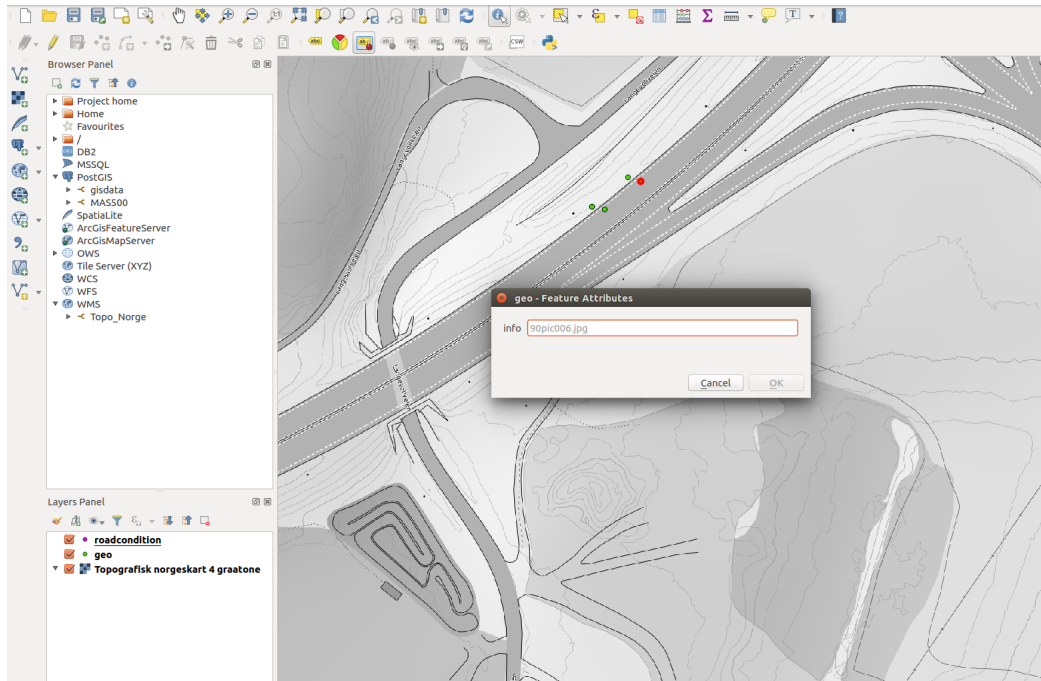 abc
CSW
Browser Panel
Project home
Home
Favourites
/
DB2
MSSQL
PostGIS
gisdata
MAS500
SpatiaLite
ArcGisFeatureServer
ArcGisMapServer
OWS
Tile Server (XYZ)
WCS
WFS
WMS
Topo_Norge
geo - Feature Attributes
info 90pic006.jpg
Cancel OK
Layers Panel
roadcondition
geo
Topografisk norgeskart 4 graatone